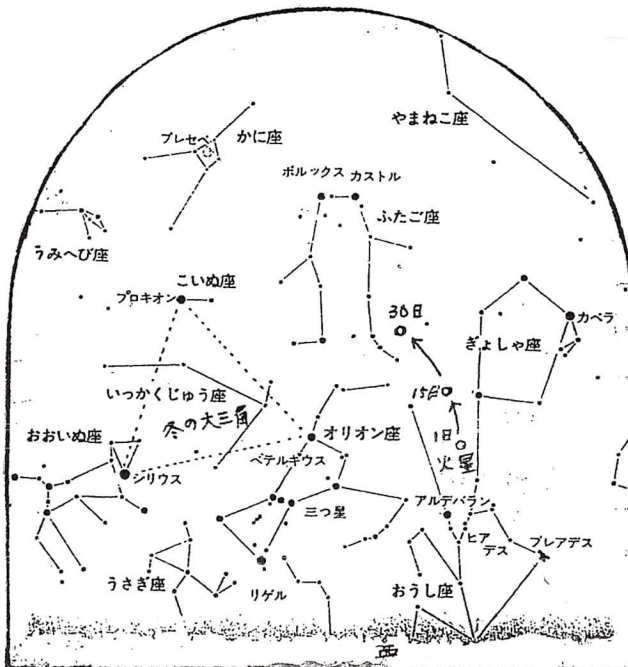 やまねこ座
プレセペ
かに座
ポルックス
カストル
ふたご座
うみへび座
こいぬ座
プロキオン
30日
カペラ
ぎょしゃ座
いっかくじゅう座
15日
冬の大三角
おおいぬ座
オリオン座
1日
火星
ベテルギウス
シリウス
三つ星
アルデバラン
ヒア
デス
プレアデス
うさぎ座
リゲル
おうし座
西